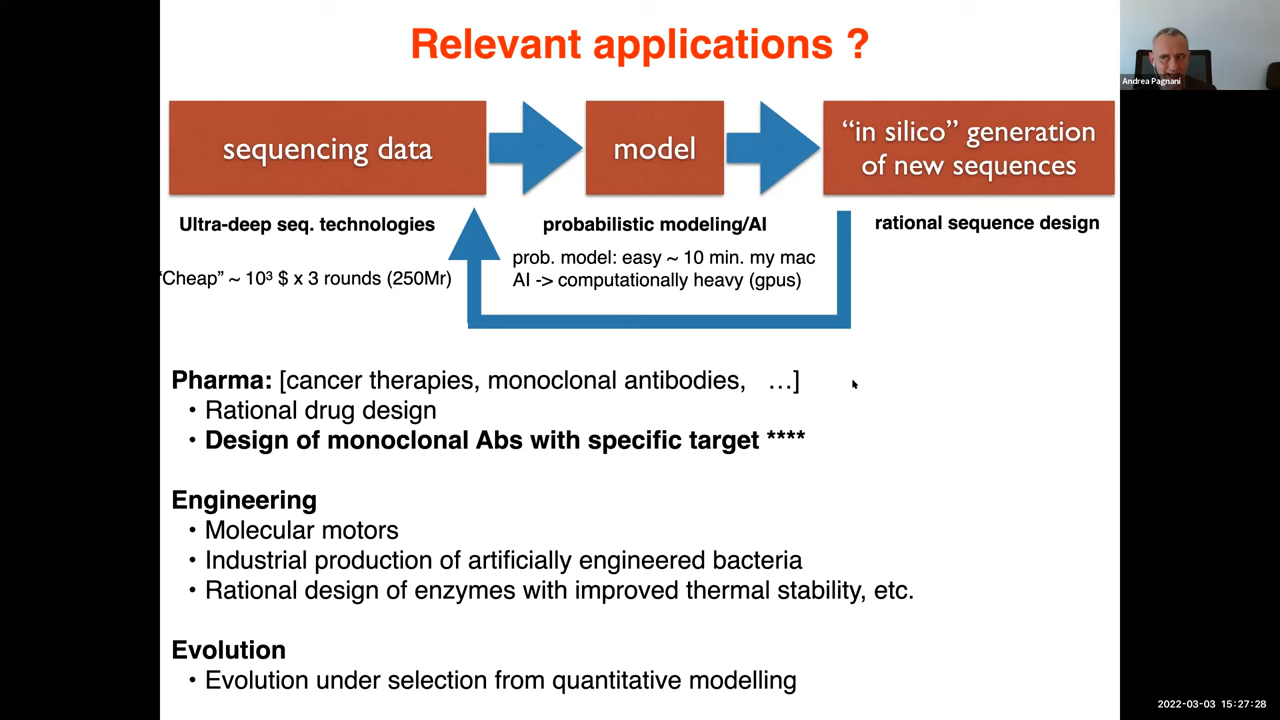 Relevant applications ?
Andrea Pagnani
sequencing data
model
“in silico” generation
of new sequences
Ultra-deep seq. technologies
probabilistic modeling/AI
rational sequence design
“Cheap” ~ 10³ $ x 3 rounds (250Mr)
prob. model: easy ~ 10 min. my mac
AI -> computationally heavy (gpus)
Pharma: [cancer therapies, monoclonal antibodies, …]
• Rational drug design
• Design of monoclonal Abs with specific target ****
Engineering
• Molecular motors
• Industrial production of artificially engineered bacteria
• Rational design of enzymes with improved thermal stability, etc.
Evolution
• Evolution under selection from quantitative modelling
2022-03-03 15:27:28